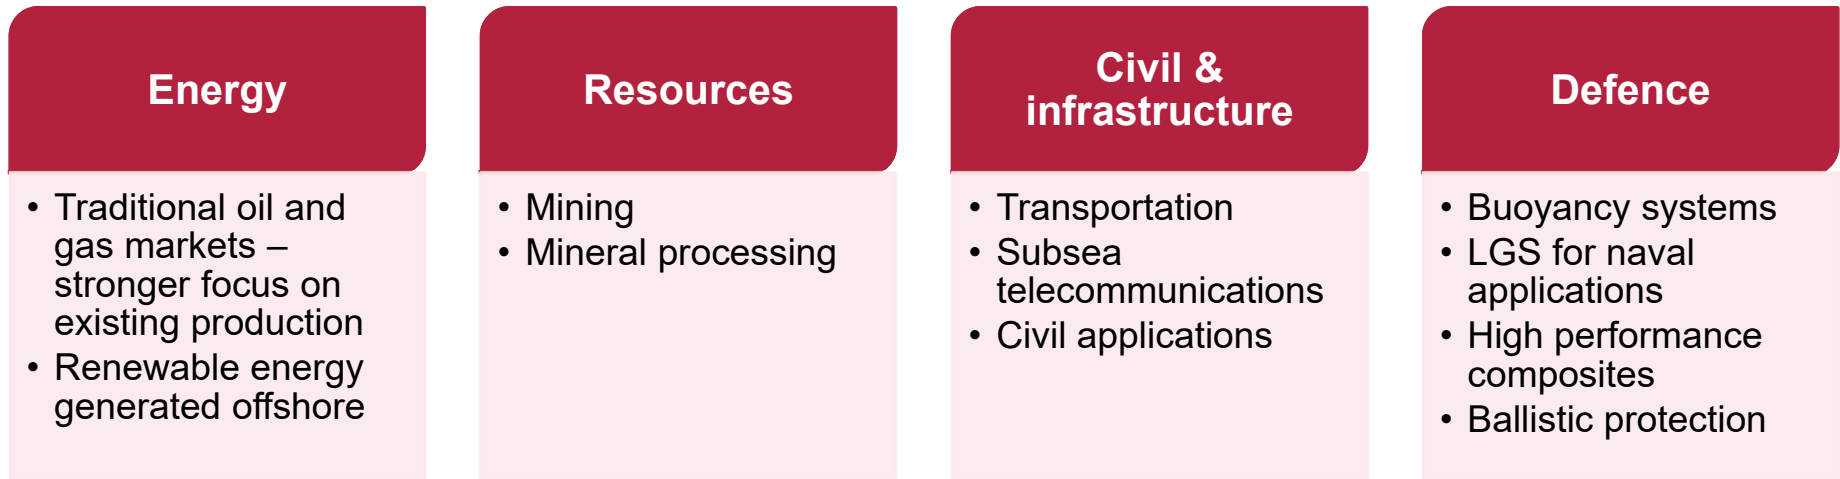 Energy
• Traditional oil and
gas markets –
stronger focus on
existing production
• Renewable energy
generated offshore
Resources
• Mining
• Mineral processing
Civil &
infrastructure
• Transportation
• Subsea
telecommunications
• Civil applications
Defence
• Buoyancy systems
• LGS for naval
applications
• High performance
composites
• Ballistic protection